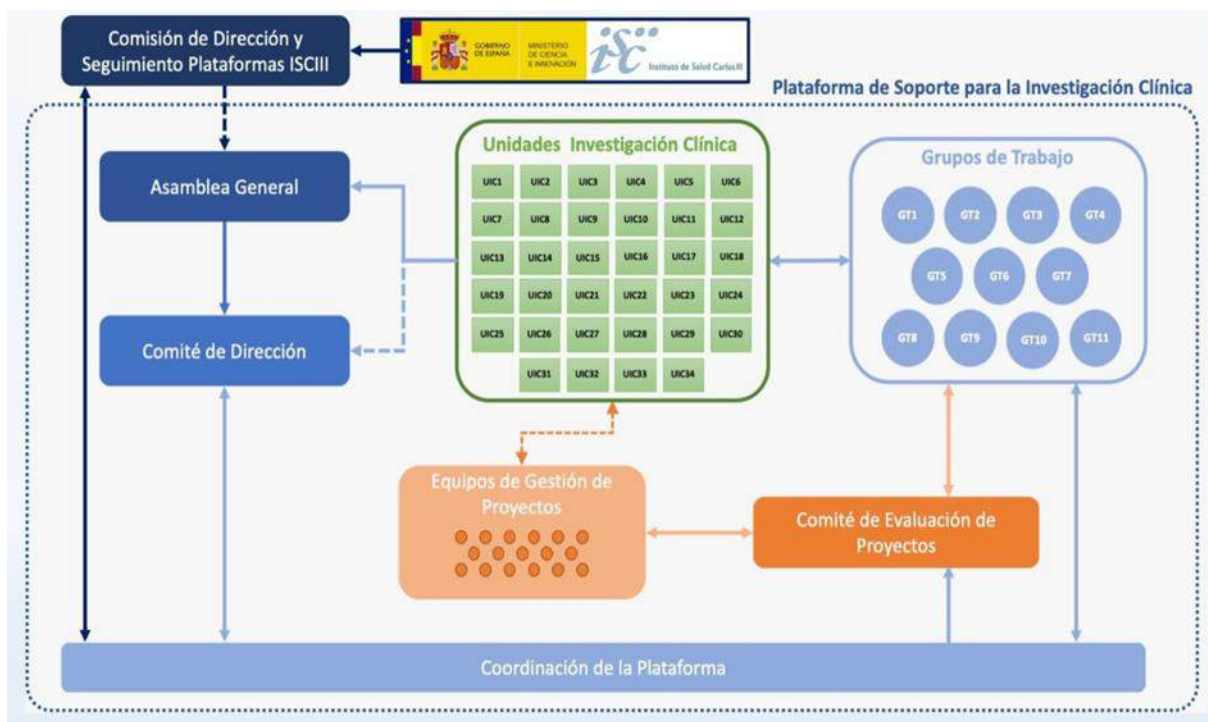 Comisión de Dirección y
Seguimiento Plataformas ISCIII
GOBIERNO
DE ESPAÑA
MINISTERIO
DE CIENCIA
E INNOVACIÓN
isciii
Instituto de Salud Carlos III
Plataforma de Soporte para la Investigación Clínica
Asamblea General
Comité de Dirección
Unidades Investigación Clínica
UIC1 UIC2 UIC3 UIC4 UIC5 UIC6
UIC7 UIC8 UIC9 UIC10 UIC11 UIC12
UIC13 UIC14 UIC15 UIC16 UIC17 UIC18
UIC19 UIC20 UIC21 UIC22 UIC23 UIC24
UIC25 UIC26 UIC27 UIC28 UIC29 UIC30
UIC31 UIC32 UIC33 UIC34
Grupos de Trabajo
GT1 GT2 GT3 GT4
GT5 GT6 GT7
GT8 GT9 GT10 GT11
Equipos de Gestión de
Proyectos
Comité de Evaluación de
Proyectos
Coordinación de la Plataforma